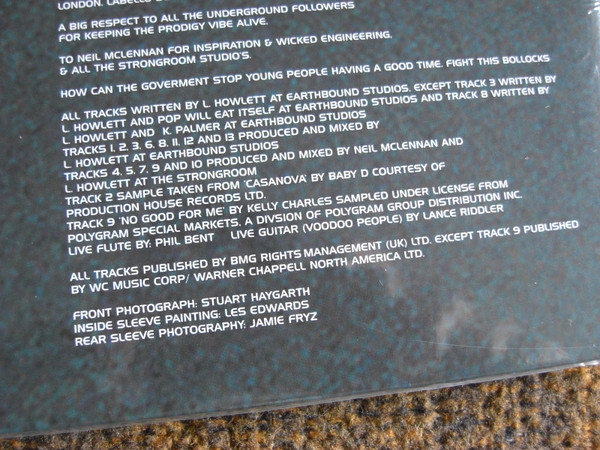 LONDON. LABELLO
A BIG RESPECT TO ALL THE UNDERGROUND FOLLOWERS
FOR KEEPING THE PRODIGY VIBE ALIVE.
TO NEIL MCLENNAN FOR INSPIRATION & WICKED ENGINEERING.
& ALL THE STRONGROOM STUDIO'S.
HOW CAN THE GOVERMENT STOP YOUNG PEOPLE HAVING A GOOD TIME. FIGHT THIS BOLLOCKS
ALL TRACKS WRITTEN BY L. HOWLETT AT EARTHBOUND STUDIOS. EXCEPT TRACK 3 WRITTEN BY
L. HOWLETT AND POP WILL EAT ITSELF AT EARTHBOUND STUDIOS AND TRACK 8 WRITTEN BY
L. HOWLETT AND K. PALMER AT EARTHBOUND STUDIOS
TRACKS 1. 2. 3. 6. 8. 11. 12 AND 13 PRODUCED AND MIXED BY
L. HOWLETT AT EARTHBOUND STUDIOS
TRACKS 4. 5. 7. 9 AND 10 PRODUCED AND MIXED BY NEIL MCLENNAN AND
L. HOWLETT AT THE STRONGROOM
TRACK 2 SAMPLE TAKEN FROM 'CASANOVA' BY BABY D COURTESY OF
PRODUCTION HOUSE RECORDS LTD.
TRACK 9 'NO GOOD FOR ME' BY KELLY CHARLES SAMPLED UNDER LICENSE FROM
POLYGRAM SPECIAL MARKETS. A DIVSION OF POLYGRAM GROUP DISTRIBUTION INC.
LIVE FLUTE BY: PHIL BENT LIVE GUITAR (VOODOO PEOPLE) BY LANCE RIDDLER
ALL TRACKS PUBLISHED BY BMG RIGHTS MANAGEMENT (UK) LTD. EXCEPT TRACK 9 PUBLISHED
BY WC MUSIC CORP/ WARNER CHAPPELL NORTH AMERICA LTD.
FRONT PHOTOGRAPH: STUART HAYGARTH
INSIDE SLEEVE PAINTING: LES EDWARDS
REAR SLEEVE PHOTOGRAPHY: JAMIE FRYZ